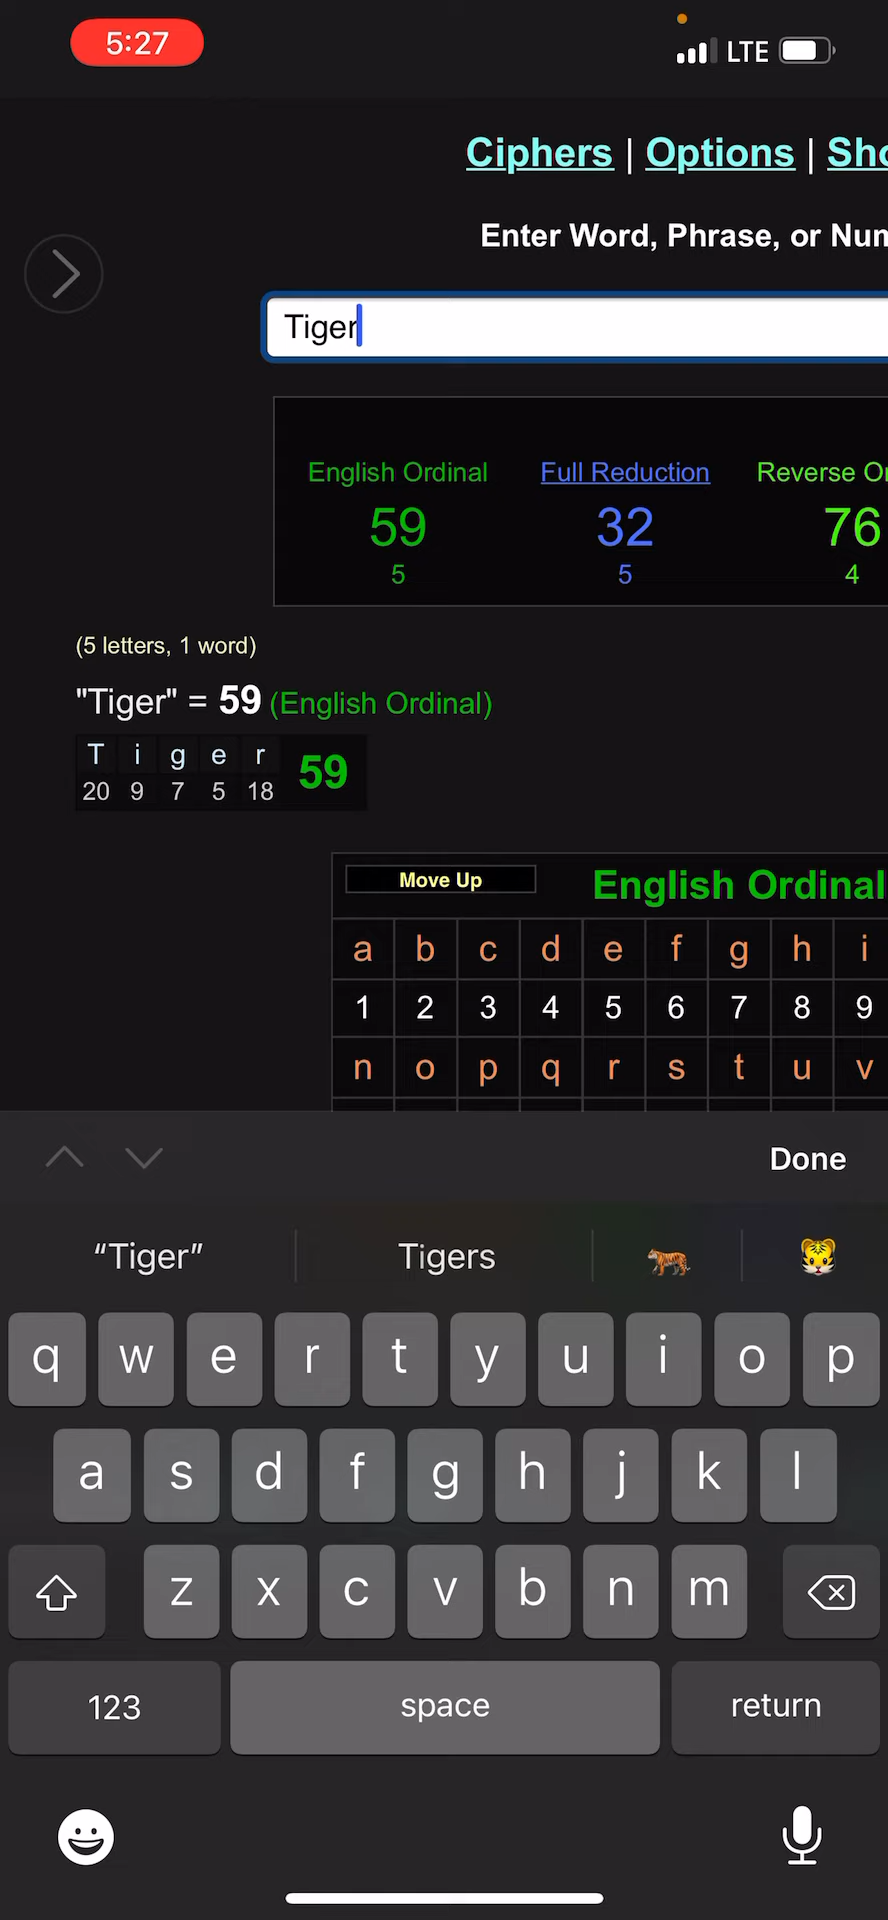 5:27 LTE
Ciphers | Options | Sho
Enter Word, Phrase, or Num
Tiger
English Ordinal Full Reduction Reverse Or
59 32 76
5 5 4
(5 letters, 1 word)
"Tiger" = 59 (English Ordinal)
T i g e r 59
20 9 7 5 18
Move Up English Ordinal
a b c d e f g h i
1 2 3 4 5 6 7 8 9
n o p q r s t u v
Done
“Tiger” Tigers
q w e r t y u i o p
a s d f g h j k l
z x c v b n m
123 space return